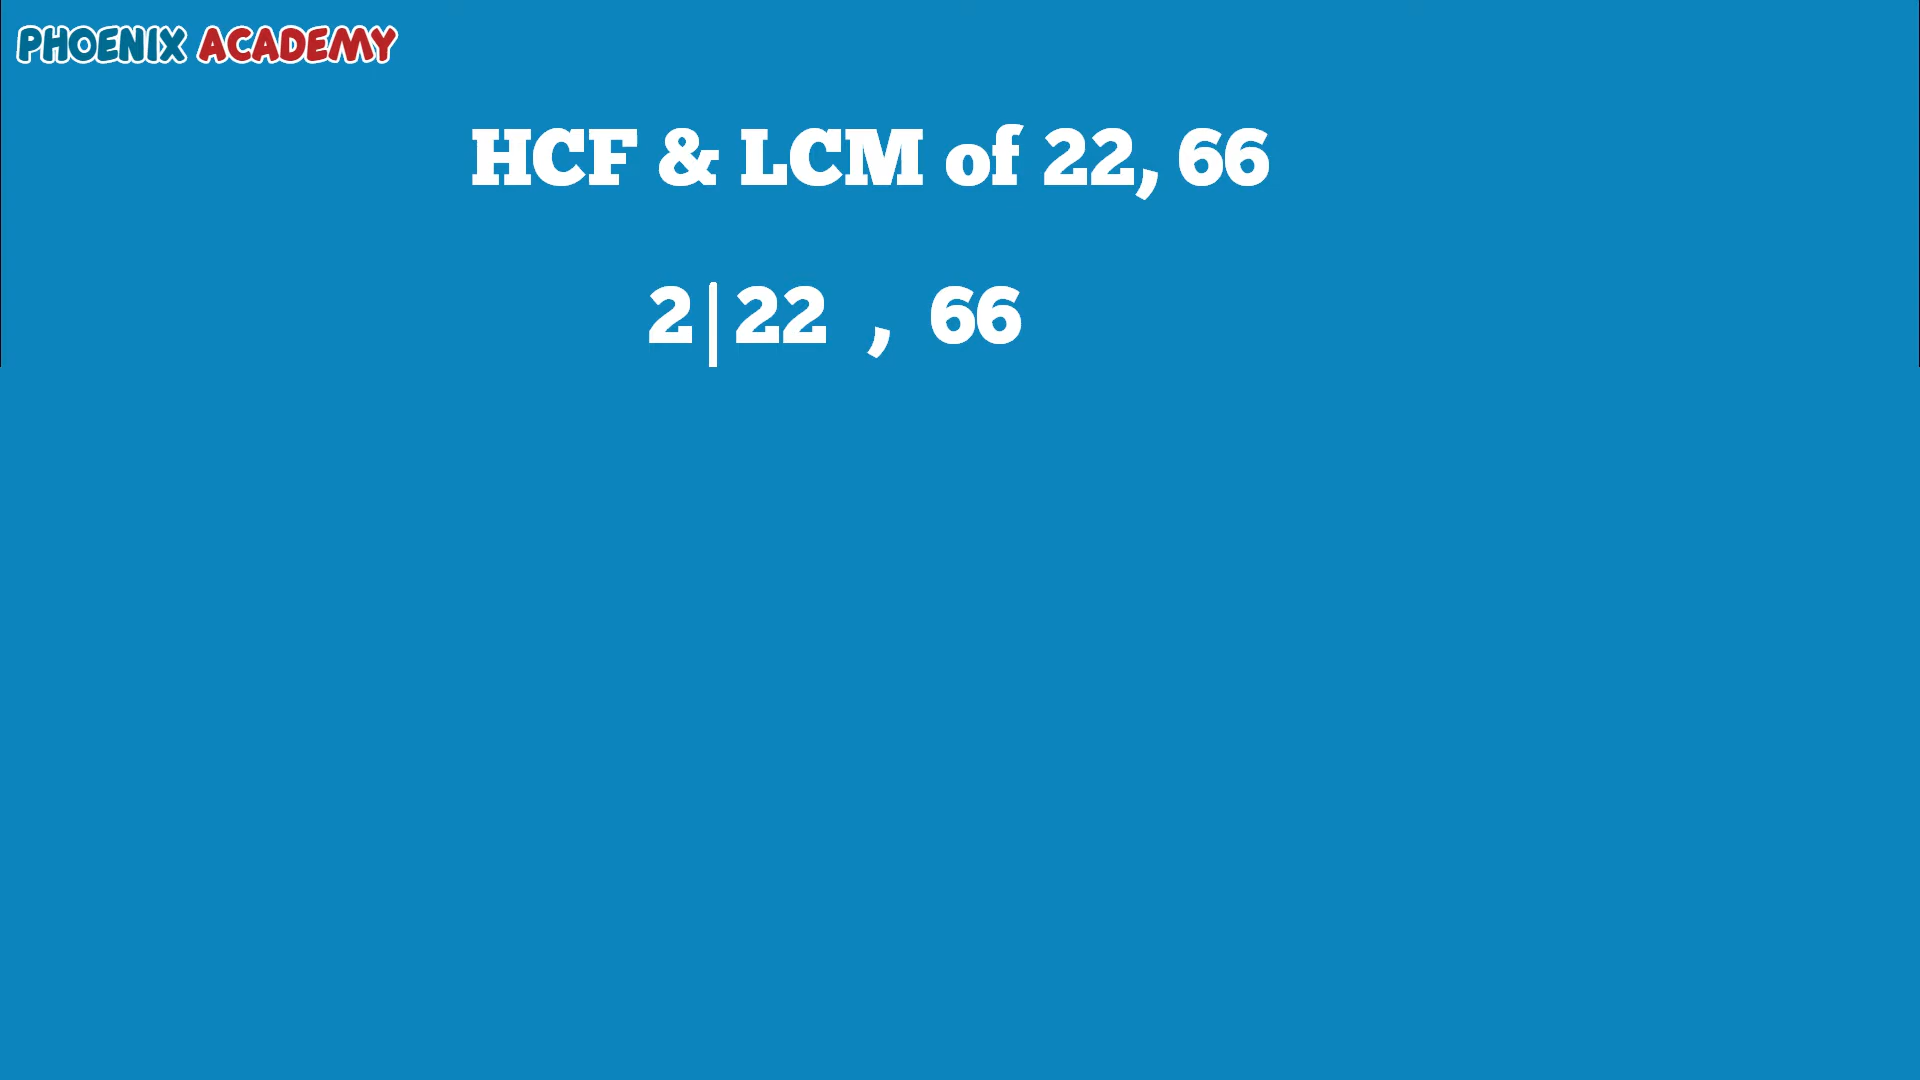 PHOENIX ACADEMY
HCF & LCM of 22, 66
2|22 , 66